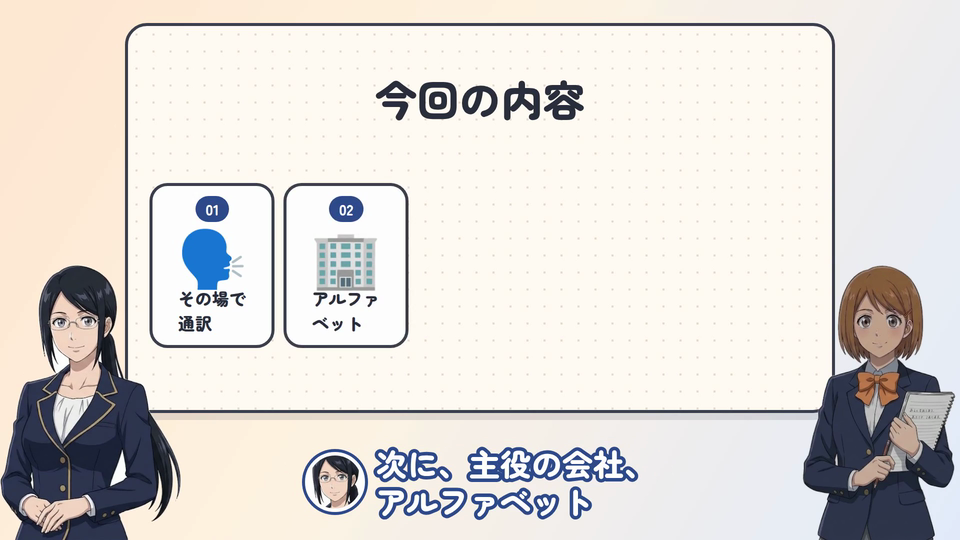 今回の内容
01
その場で
通訳
02
アルファ
ベット
次に、主役の会社、
アルファベット